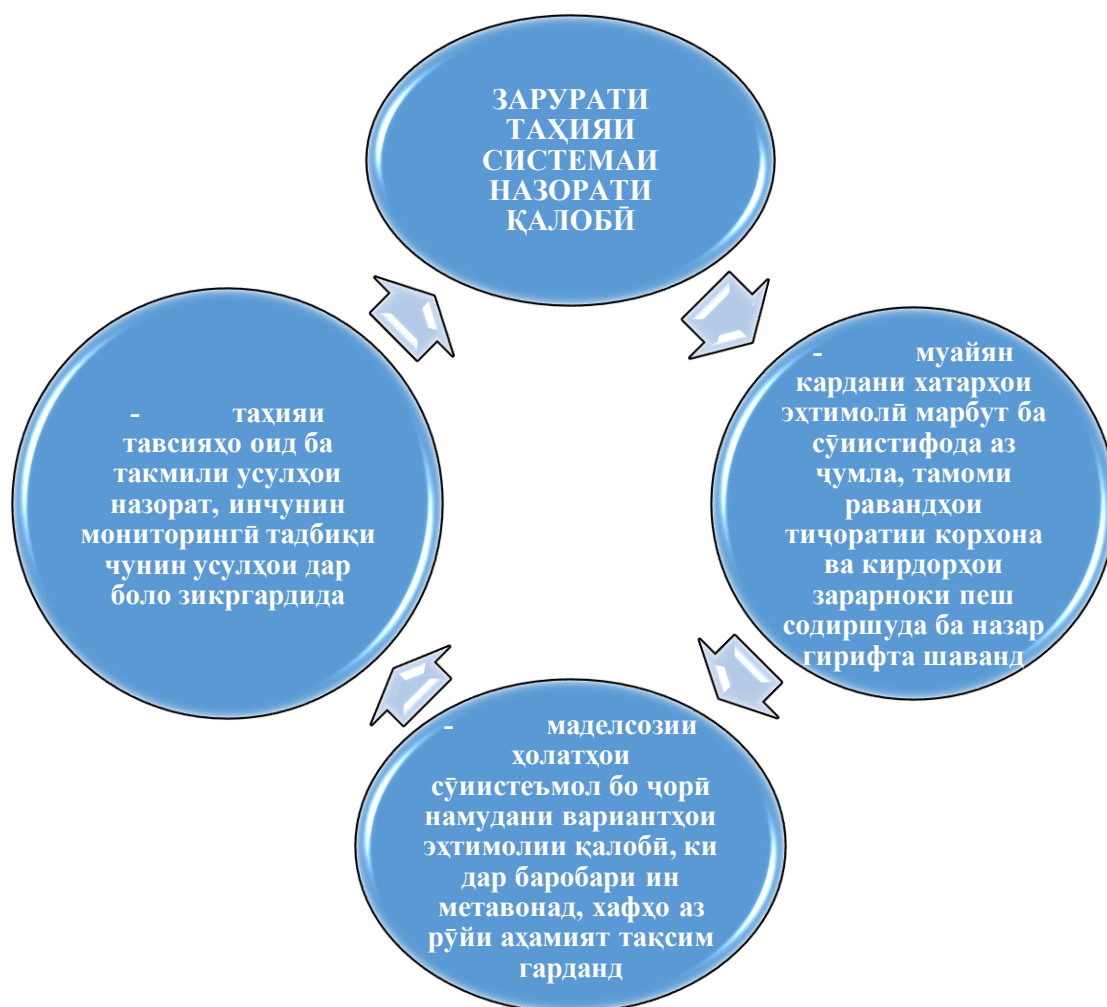 ЗАРУРАТИ
ТАҲИЯИ
СИСТЕМАИ
НАЗОРАТИ
ҚАЛОБӢ
- муайян
кардани хатарҳои
эҳтимолӣ марбут ба
сӯиистифода аз
ҷумла, тамоми
равандҳои
тиҷоратии корхона
ва кирдорҳои
зарарноки пеш
содиршуда ба назар
гирифта шаванд
- маделсозии
ҳолатҳои
сӯиистеъмол бо ҷорӣ
намудани вариантҳои
эҳтимолии қалобӣ, ки
дар баробари ин
метавонад, хафҳо аз
рӯйи аҳамият тақсим
гарданд
- таҳияи
тавсияҳо оид ба
такмили усулҳои
назорат, инчунин
мониторингӣ тадбиқи
чунин усулҳои дар
боло зикргардида